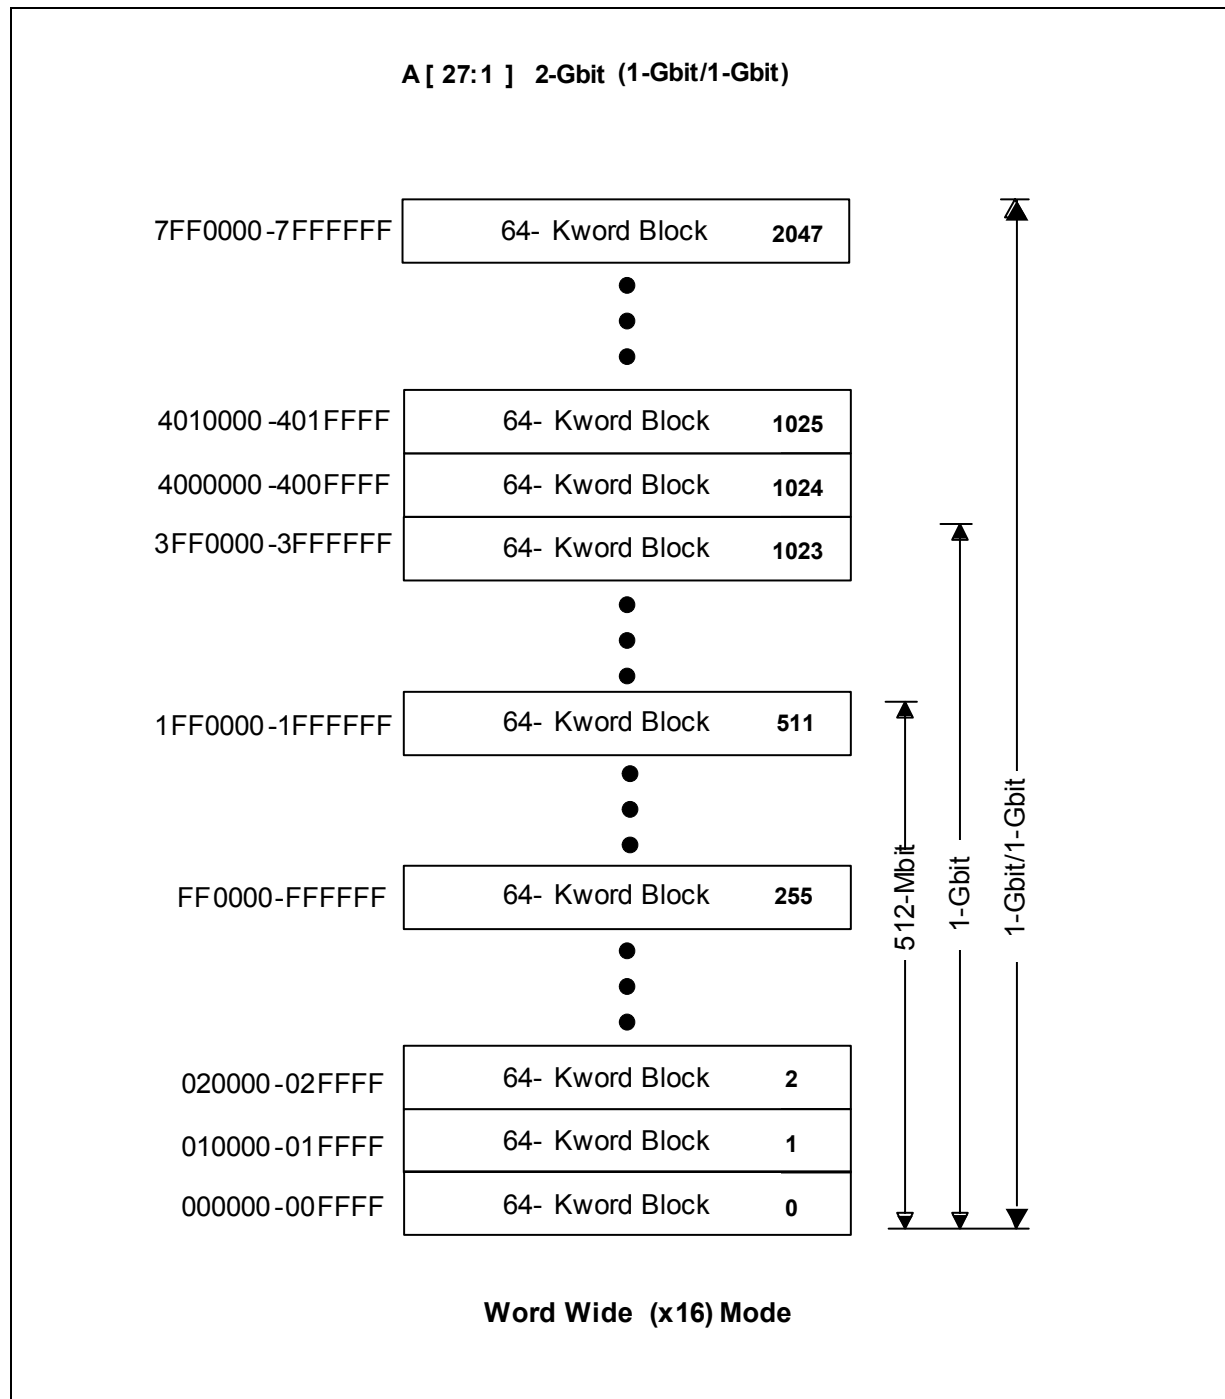 A[27:1] 2-Gbit (1-Gbit/1-Gbit)
7FF0000-7FFFFFF 64- Kword Block 2047
4010000-401FFFF 64- Kword Block 1025
4000000-400FFFF 64- Kword Block 1024
3FF0000-3FFFFFF 64- Kword Block 1023
1FF0000-1FFFFFF 64- Kword Block 511
FF0000-FFFFFF 64- Kword Block 255
020000-02FFFF 64- Kword Block 2
010000-01FFFF 64- Kword Block 1
000000-00FFFF 64- Kword Block 0
512-Mbit
1-Gbit
1-Gbit/1-Gbit
Word Wide (x16) Mode